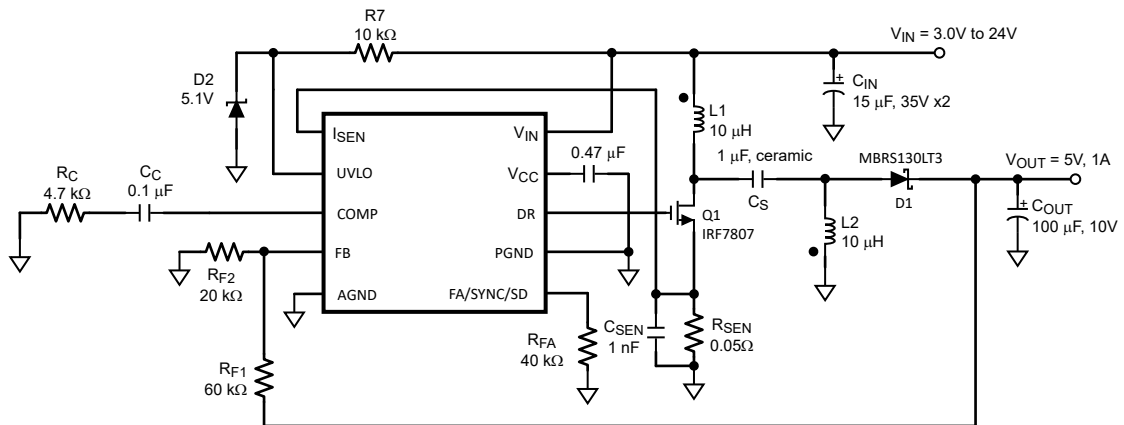 R7
10 kΩ
V_IN = 3.0V to 24V
D2
5.1V
C_IN
15 μF, 35V x2
L1
10 μH
I_SEN
V_IN
0.47 μF
1 μF, ceramic
MBRS130LT3
V_OUT = 5V, 1A
R_C
4.7 kΩ
C_C
0.1 μF
UVLO
V_CC
C_S
D1
COMP
DR
Q1
IRF7807
L2
10 μH
C_OUT
100 μF, 10V
FB
PGND
R_F2
20 kΩ
AGND
FA/SYNC/SD
C_SEN
1 nF
R_SEN
0.05Ω
R_FA
40 kΩ
R_F1
60 kΩ